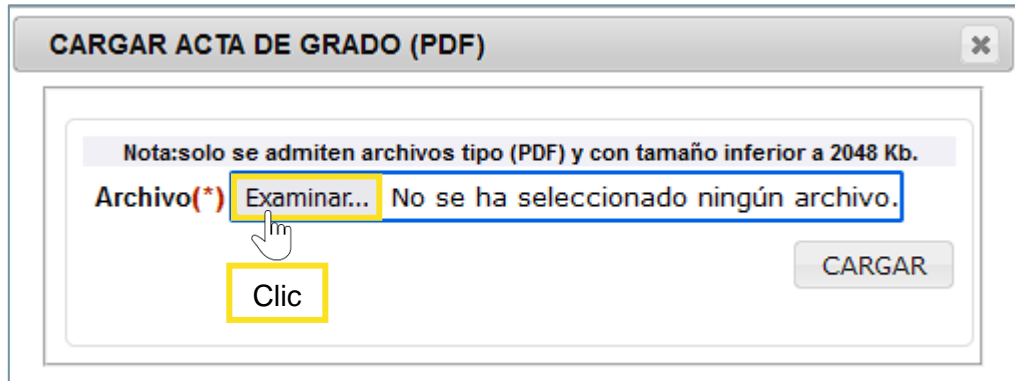 CARGAR ACTA DE GRADO (PDF)
Nota:solo se admiten archivos tipo (PDF) y con tamaño inferior a 2048 Kb.
Archivo(*) Examinar... No se ha seleccionado ningún archivo.
CARGAR
Clic